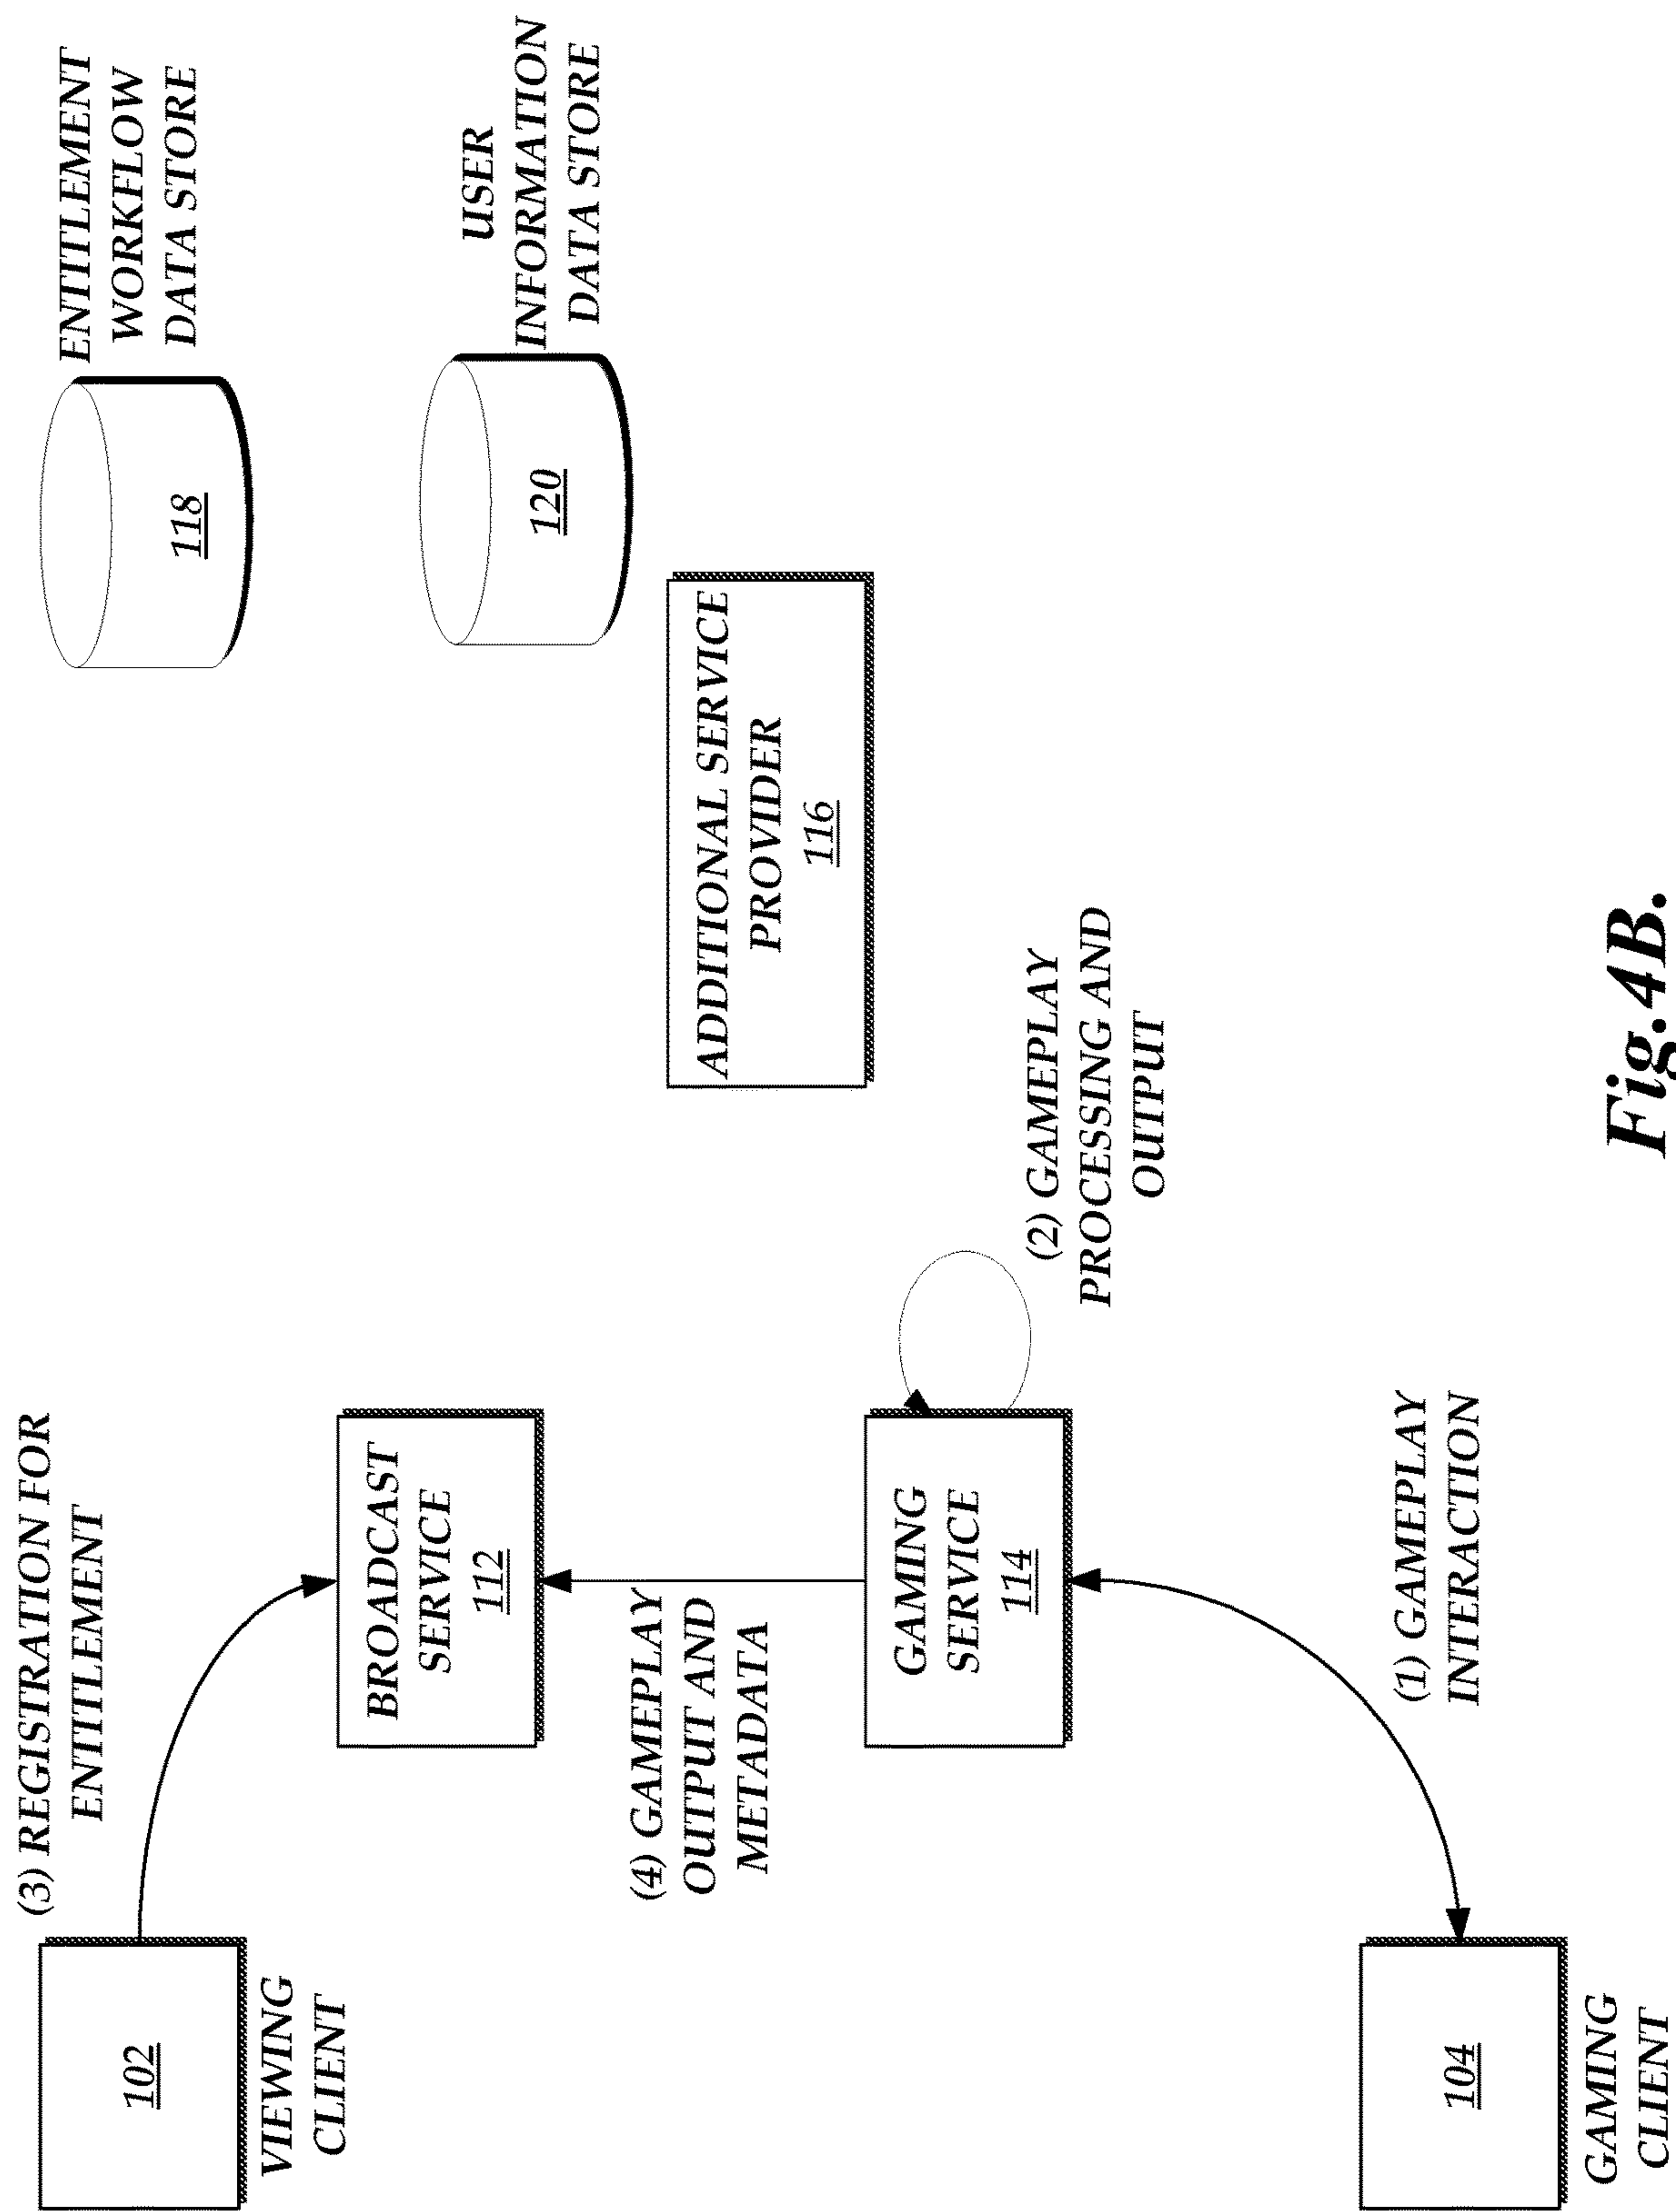 (3) REGISTRATION FOR
ENTITLEMENT
ENTITLEMENT
WORKFLOW
DATA STORE
102
VIEWING
CLIENT
118
BROADCAST
SERVICE
112
USER
INFORMATION
DATA STORE
120
(4) GAMEPLAY
OUTPUT AND
METADATA
ADDITIONAL SERVICE
PROVIDER
116
GAMING
SERVICE
114
(2) GAMEPLAY
PROCESSING AND
OUTPUT
(1) GAMEPLAY
INTERACTION
104
GAMING
CLIENT
Fig.4B.